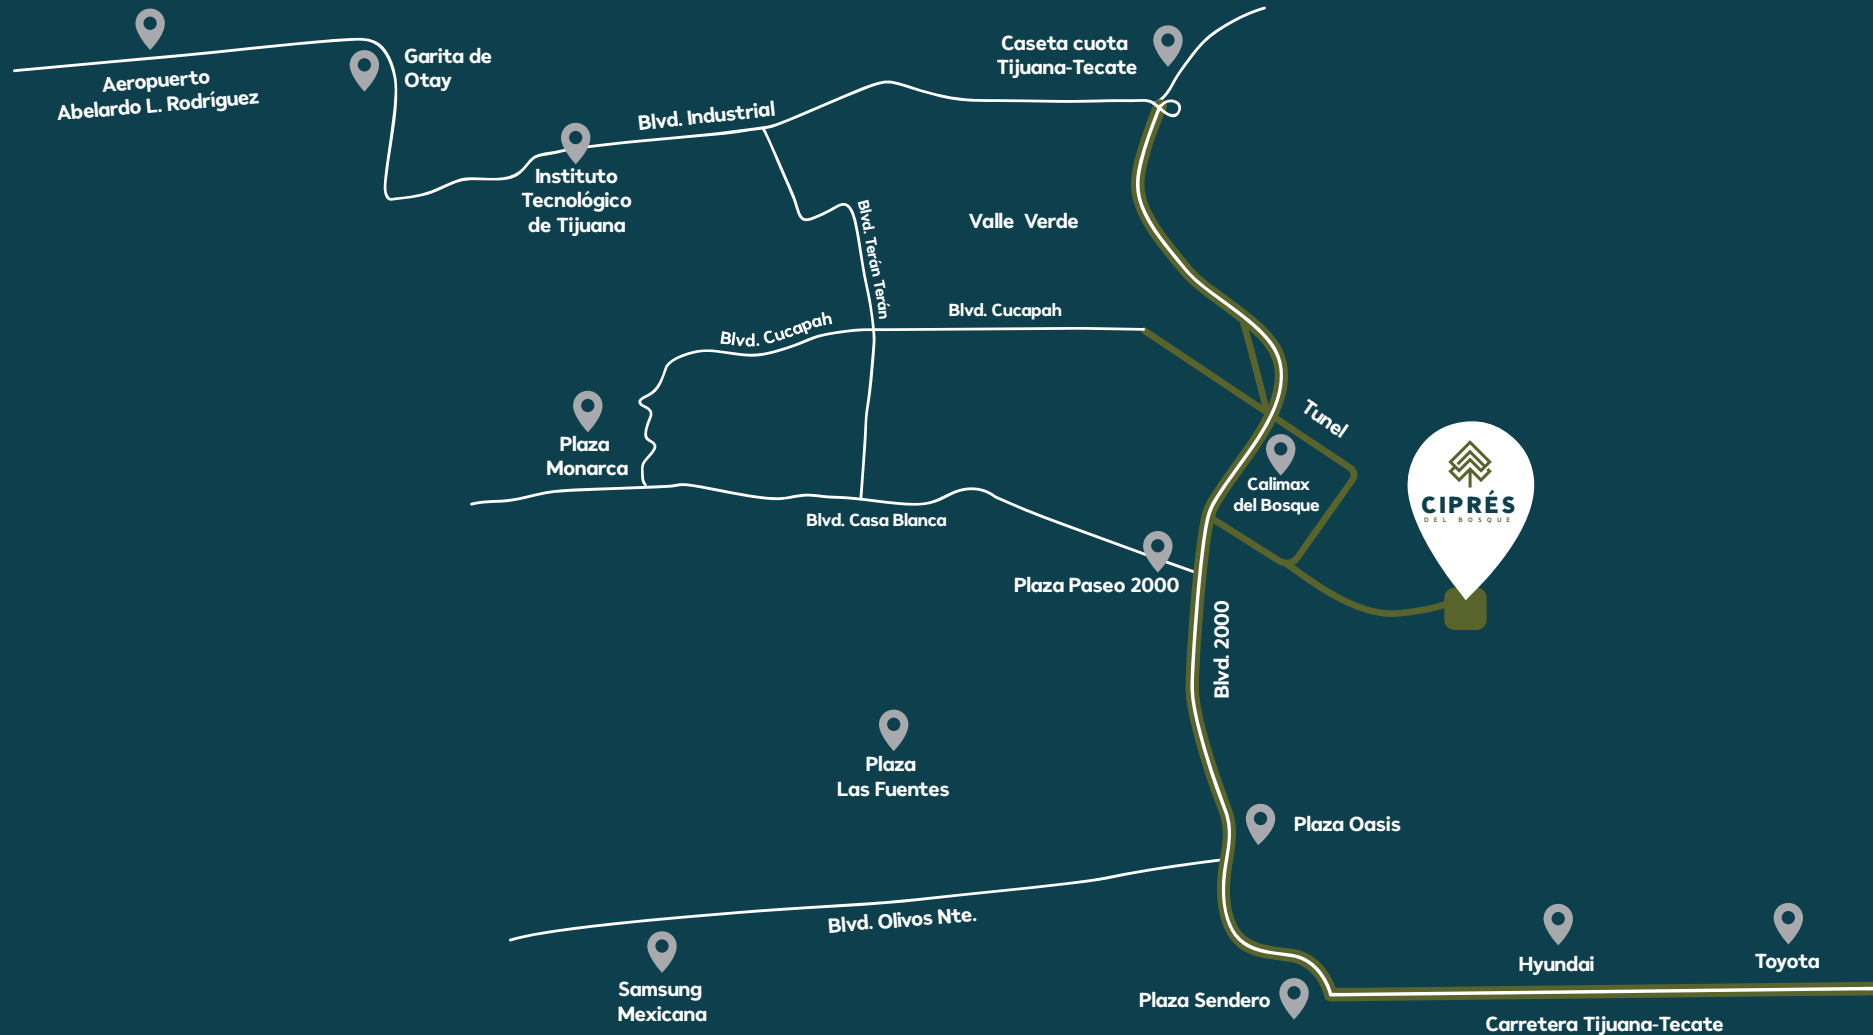 Aeropuerto
Abelardo L. Rodríguez
Garita de
Otay
Caseta cuota
Tijuana-Tecate
Blvd. Industrial
Instituto
Tecnológico
de Tijuana
Valle Verde
Blvd. Terán Terán
Blvd. Cucapah
Blvd. Cucapah
Tunel
Plaza
Monarca
Calimax
del Bosque
CIPRÉS
DEL BOSQUE
Blvd. Casa Blanca
Plaza Paseo 2000
Blvd. 2000
Plaza
Las Fuentes
Plaza Oasis
Blvd. Olivos Nte.
Samsung
Mexicana
Hyundai
Toyota
Plaza Sendero
Carretera Tijuana-Tecate